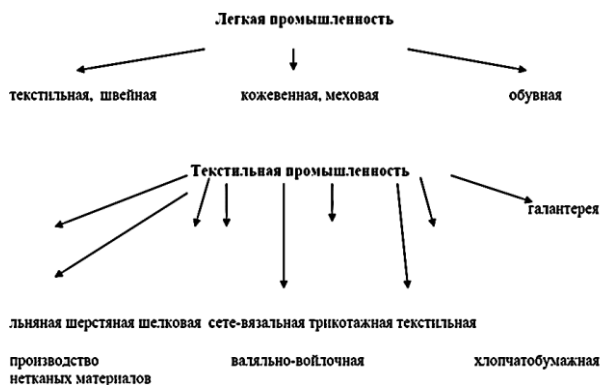 Легкая промышленность
текстильная, швейная кожевенная, меховая обувная
Текстильная промышленность
галантерея
льняная шерстяная шелковая сете-вязальная трикотажная текстильная
производство валяльно-войлочная хлопчатобумажная
нетканых материалов